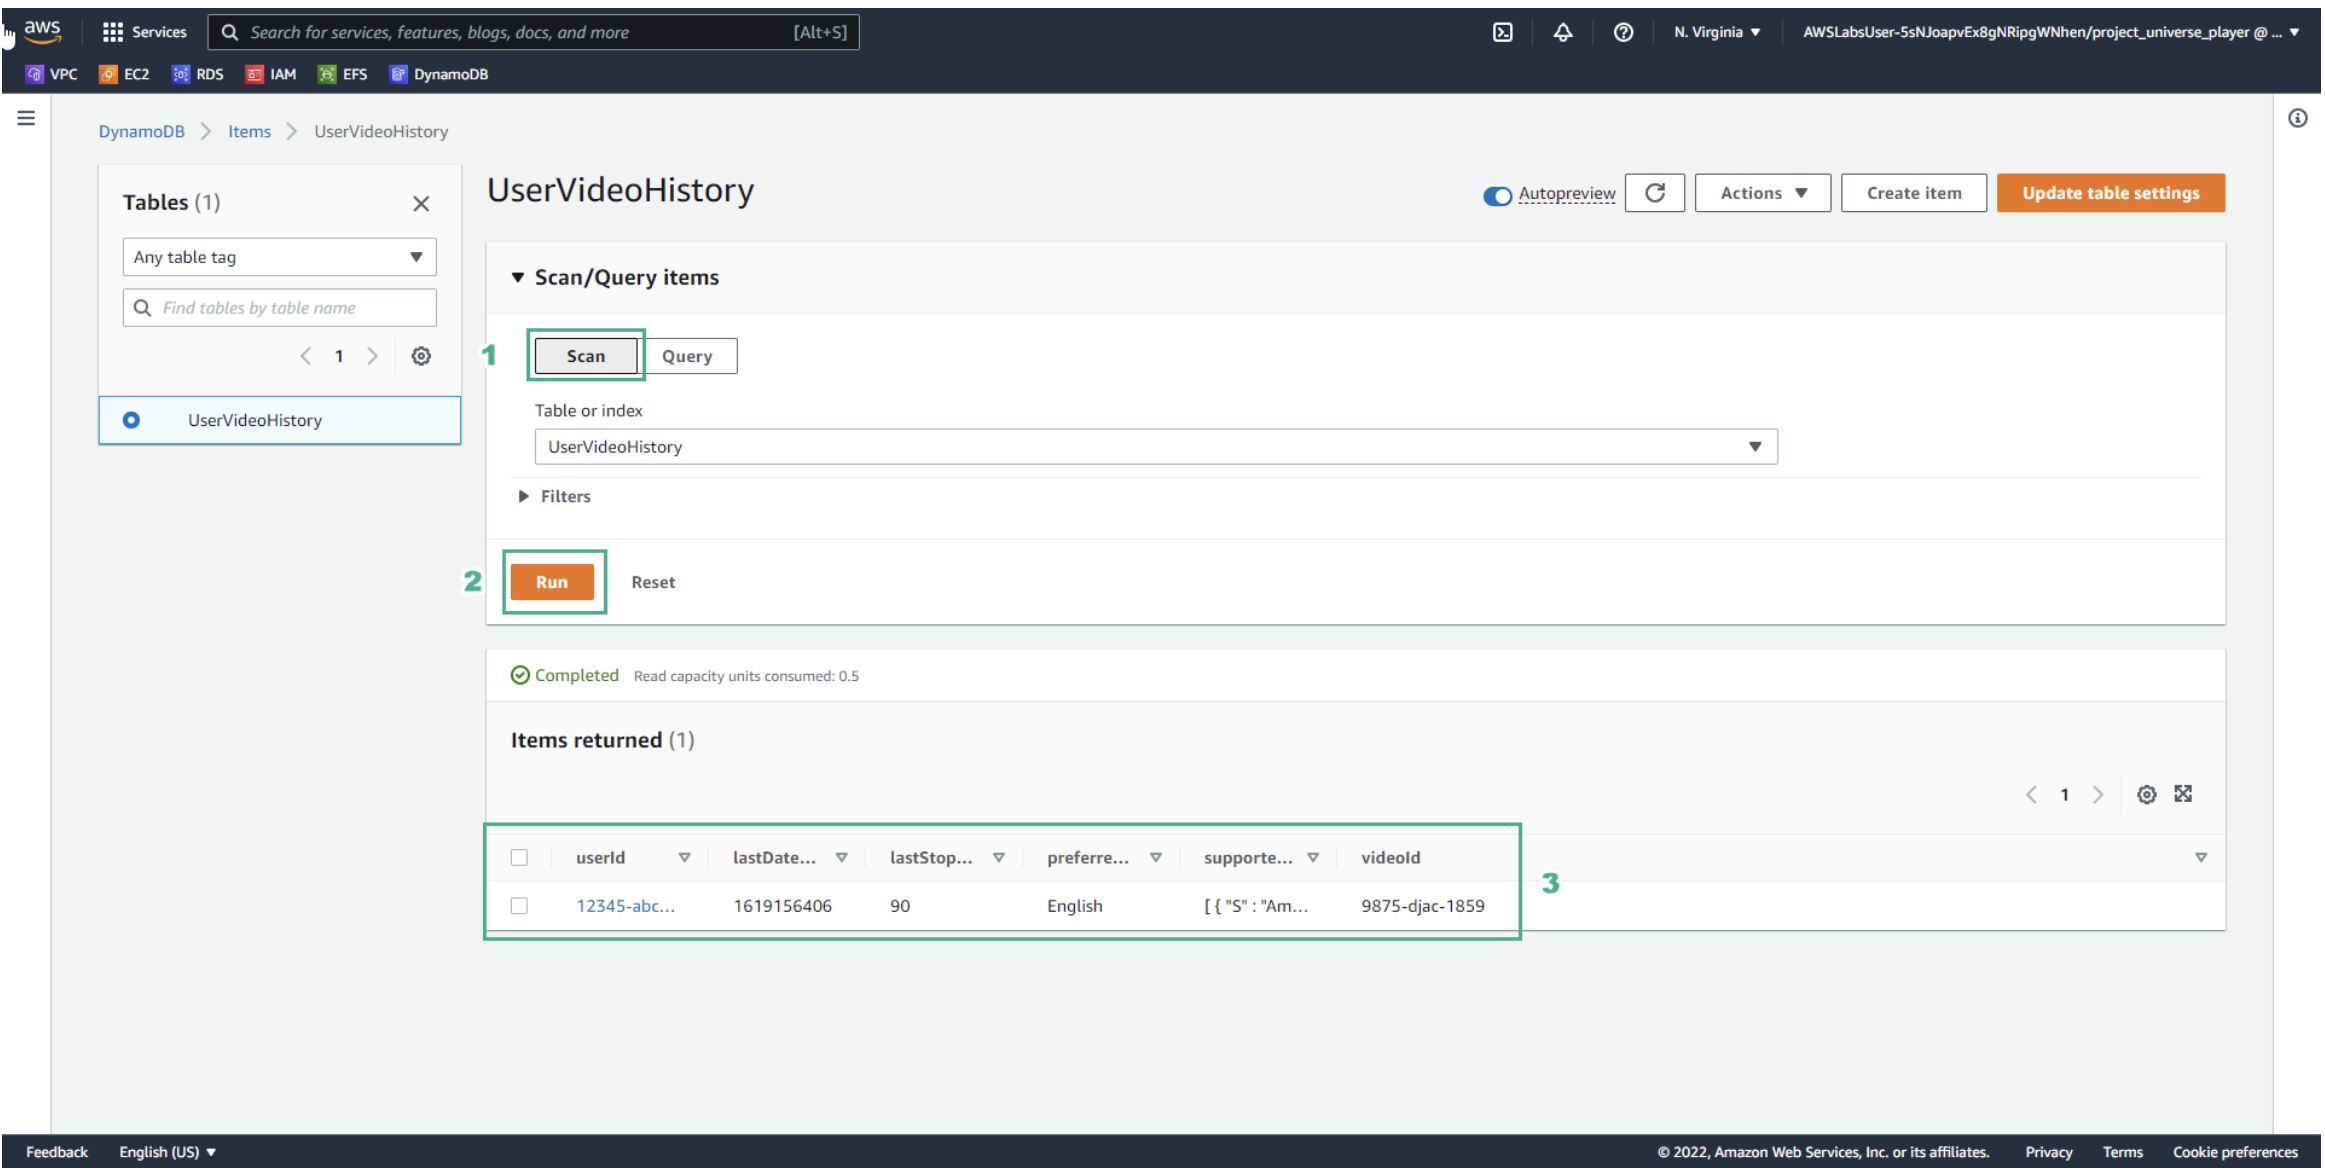 aws Services Search for services, features, blogs, docs, and more [Alt+S] N. Virginia ▼ AWSLabsUser-5sNJoapvEx8gNRipgWNhen/project_universe_player @ ... ▼
VPC EC2 RDS IAM EFS DynamoDB
DynamoDB > Items > UserVideoHistory
Tables (1)
Any table tag
Find tables by table name
< 1 >
UserVideoHistory
UserVideoHistory
Autopreview Actions ▼ Create item Update table settings
▼ Scan/Query items
1 Scan Query
Table or index
UserVideoHistory
Filters
2 Run Reset
Completed Read capacity units consumed: 0.5
Items returned (1)
< 1 >
userId lastDate... lastStop... preferre... supporte... videoId
3
12345-abc... 1619156406 90 English [ { "S" : "Am... 9875-djac-1859
Feedback English (US) ▼ © 2022, Amazon Web Services, Inc. or its affiliates. Privacy Terms Cookie preferences